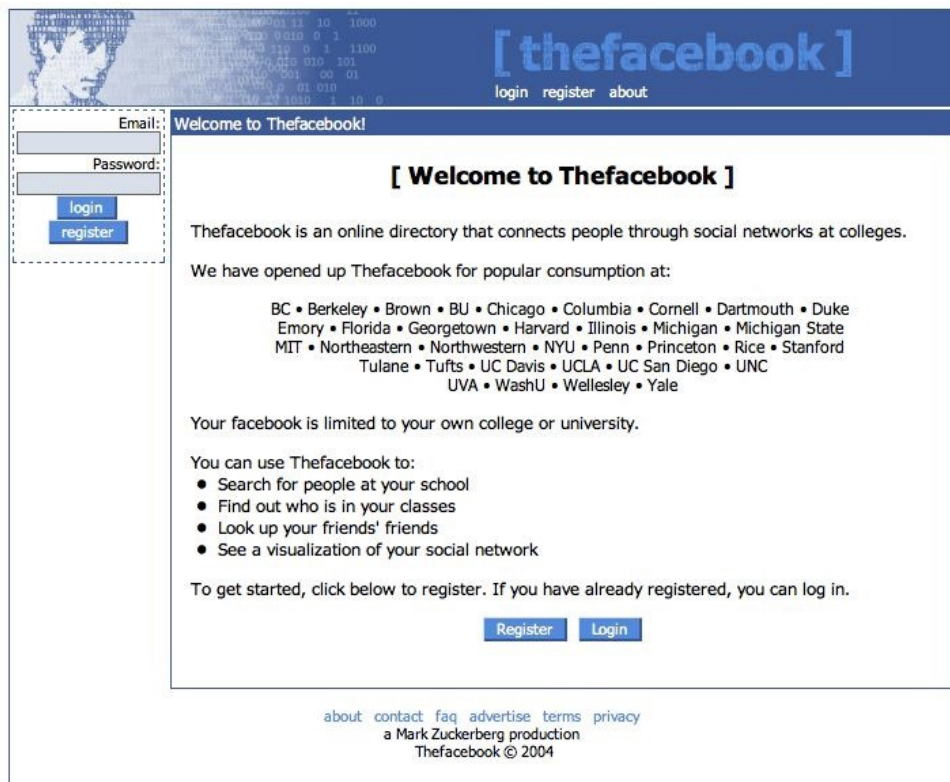 [ thefacebook ]
login register about
Email:
Password:
login
register
Welcome to Thefacebook!
[ Welcome to Thefacebook ]
Thefacebook is an online directory that connects people through social networks at colleges.
We have opened up Thefacebook for popular consumption at:
BC • Berkeley • Brown • BU • Chicago • Columbia • Cornell • Dartmouth • Duke
Emory • Florida • Georgetown • Harvard • Illinois • Michigan • Michigan State
MIT • Northeastern • Northwestern • NYU • Penn • Princeton • Rice • Stanford
Tulane • Tufts • UC Davis • UCLA • UC San Diego • UNC
UVA • WashU • Wellesley • Yale
Your facebook is limited to your own college or university.
You can use Thefacebook to:
● Search for people at your school
● Find out who is in your classes
● Look up your friends' friends
● See a visualization of your social network
To get started, click below to register. If you have already registered, you can log in.
Register Login
about contact faq advertise terms privacy
a Mark Zuckerberg production
Thefacebook © 2004